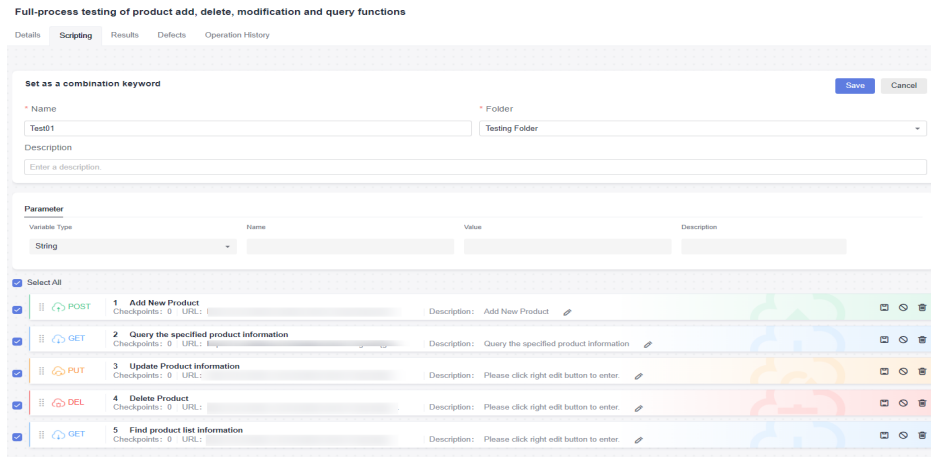 Full-process testing of product add, delete, modification and query functions
Details Scripting Results Defects Operation History
Set as a combination keyword Save Cancel
* Name * Folder
Test01 Testing Folder
Description
Enter a description.
Parameter
Variable Type Name Value Description
String
Select All
POST 1 Add New Product
Checkpoints: 0 URL: Description: Add New Product
GET 2 Query the specified product information
Checkpoints: 0 URL: Description: Query the specified product information
PUT 3 Update Product information
Checkpoints: 0 URL: Description: Please click right edit button to enter.
DEL 4 Delete Product
Checkpoints: 0 URL: Description: Please click right edit button to enter.
GET 5 Find product list information
Checkpoints: 0 URL: Description: Please click right edit button to enter.